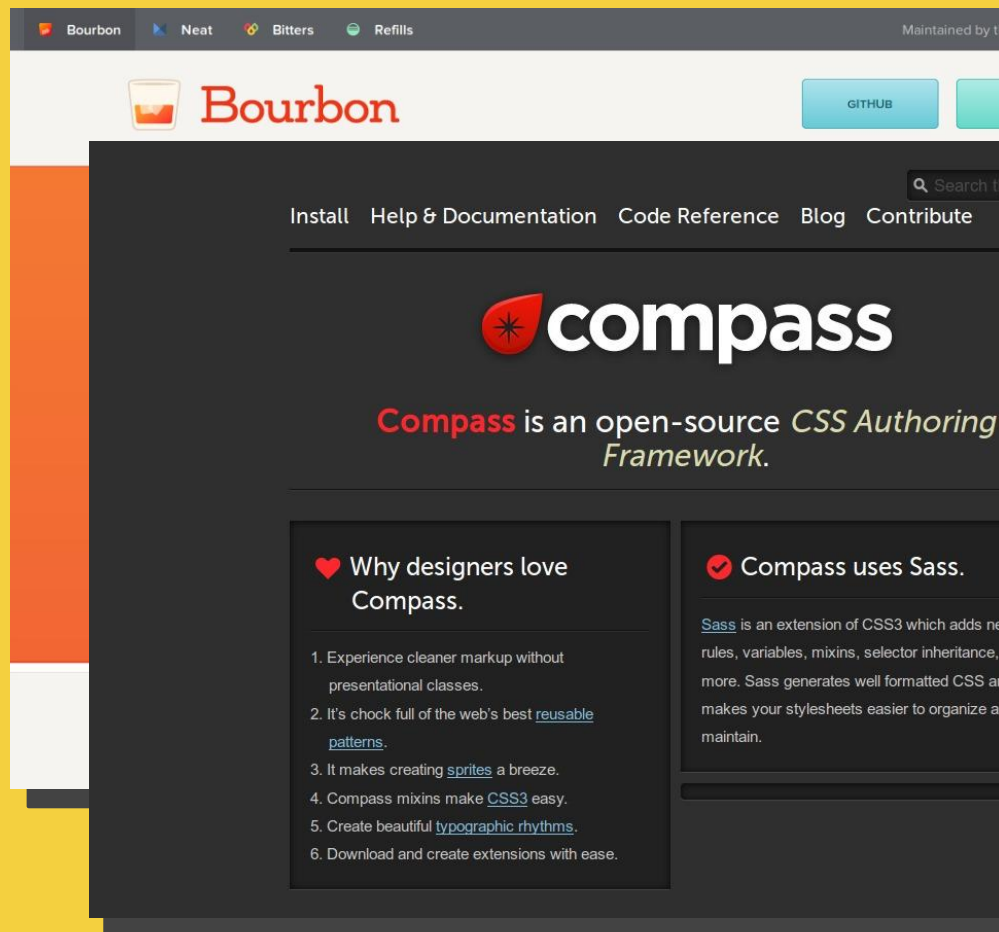 Bourbon Neat Bitters Refills Maintained by t
Bourbon
GITHUB
Search t
Install Help & Documentation Code Reference Blog Contribute
compass
Compass is an open-source CSS Authoring
Framework.
Why designers love
Compass.
1. Experience cleaner markup without
presentational classes.
2. It's chock full of the web's best reusable
patterns.
3. It makes creating sprites a breeze.
4. Compass mixins make CSS3 easy.
5. Create beautiful typographic rhythms.
6. Download and create extensions with ease.
Compass uses Sass.
Sass is an extension of CSS3 which adds ne
rules, variables, mixins, selector inheritance,
more. Sass generates well formatted CSS a
makes your stylesheets easier to organize a
maintain.